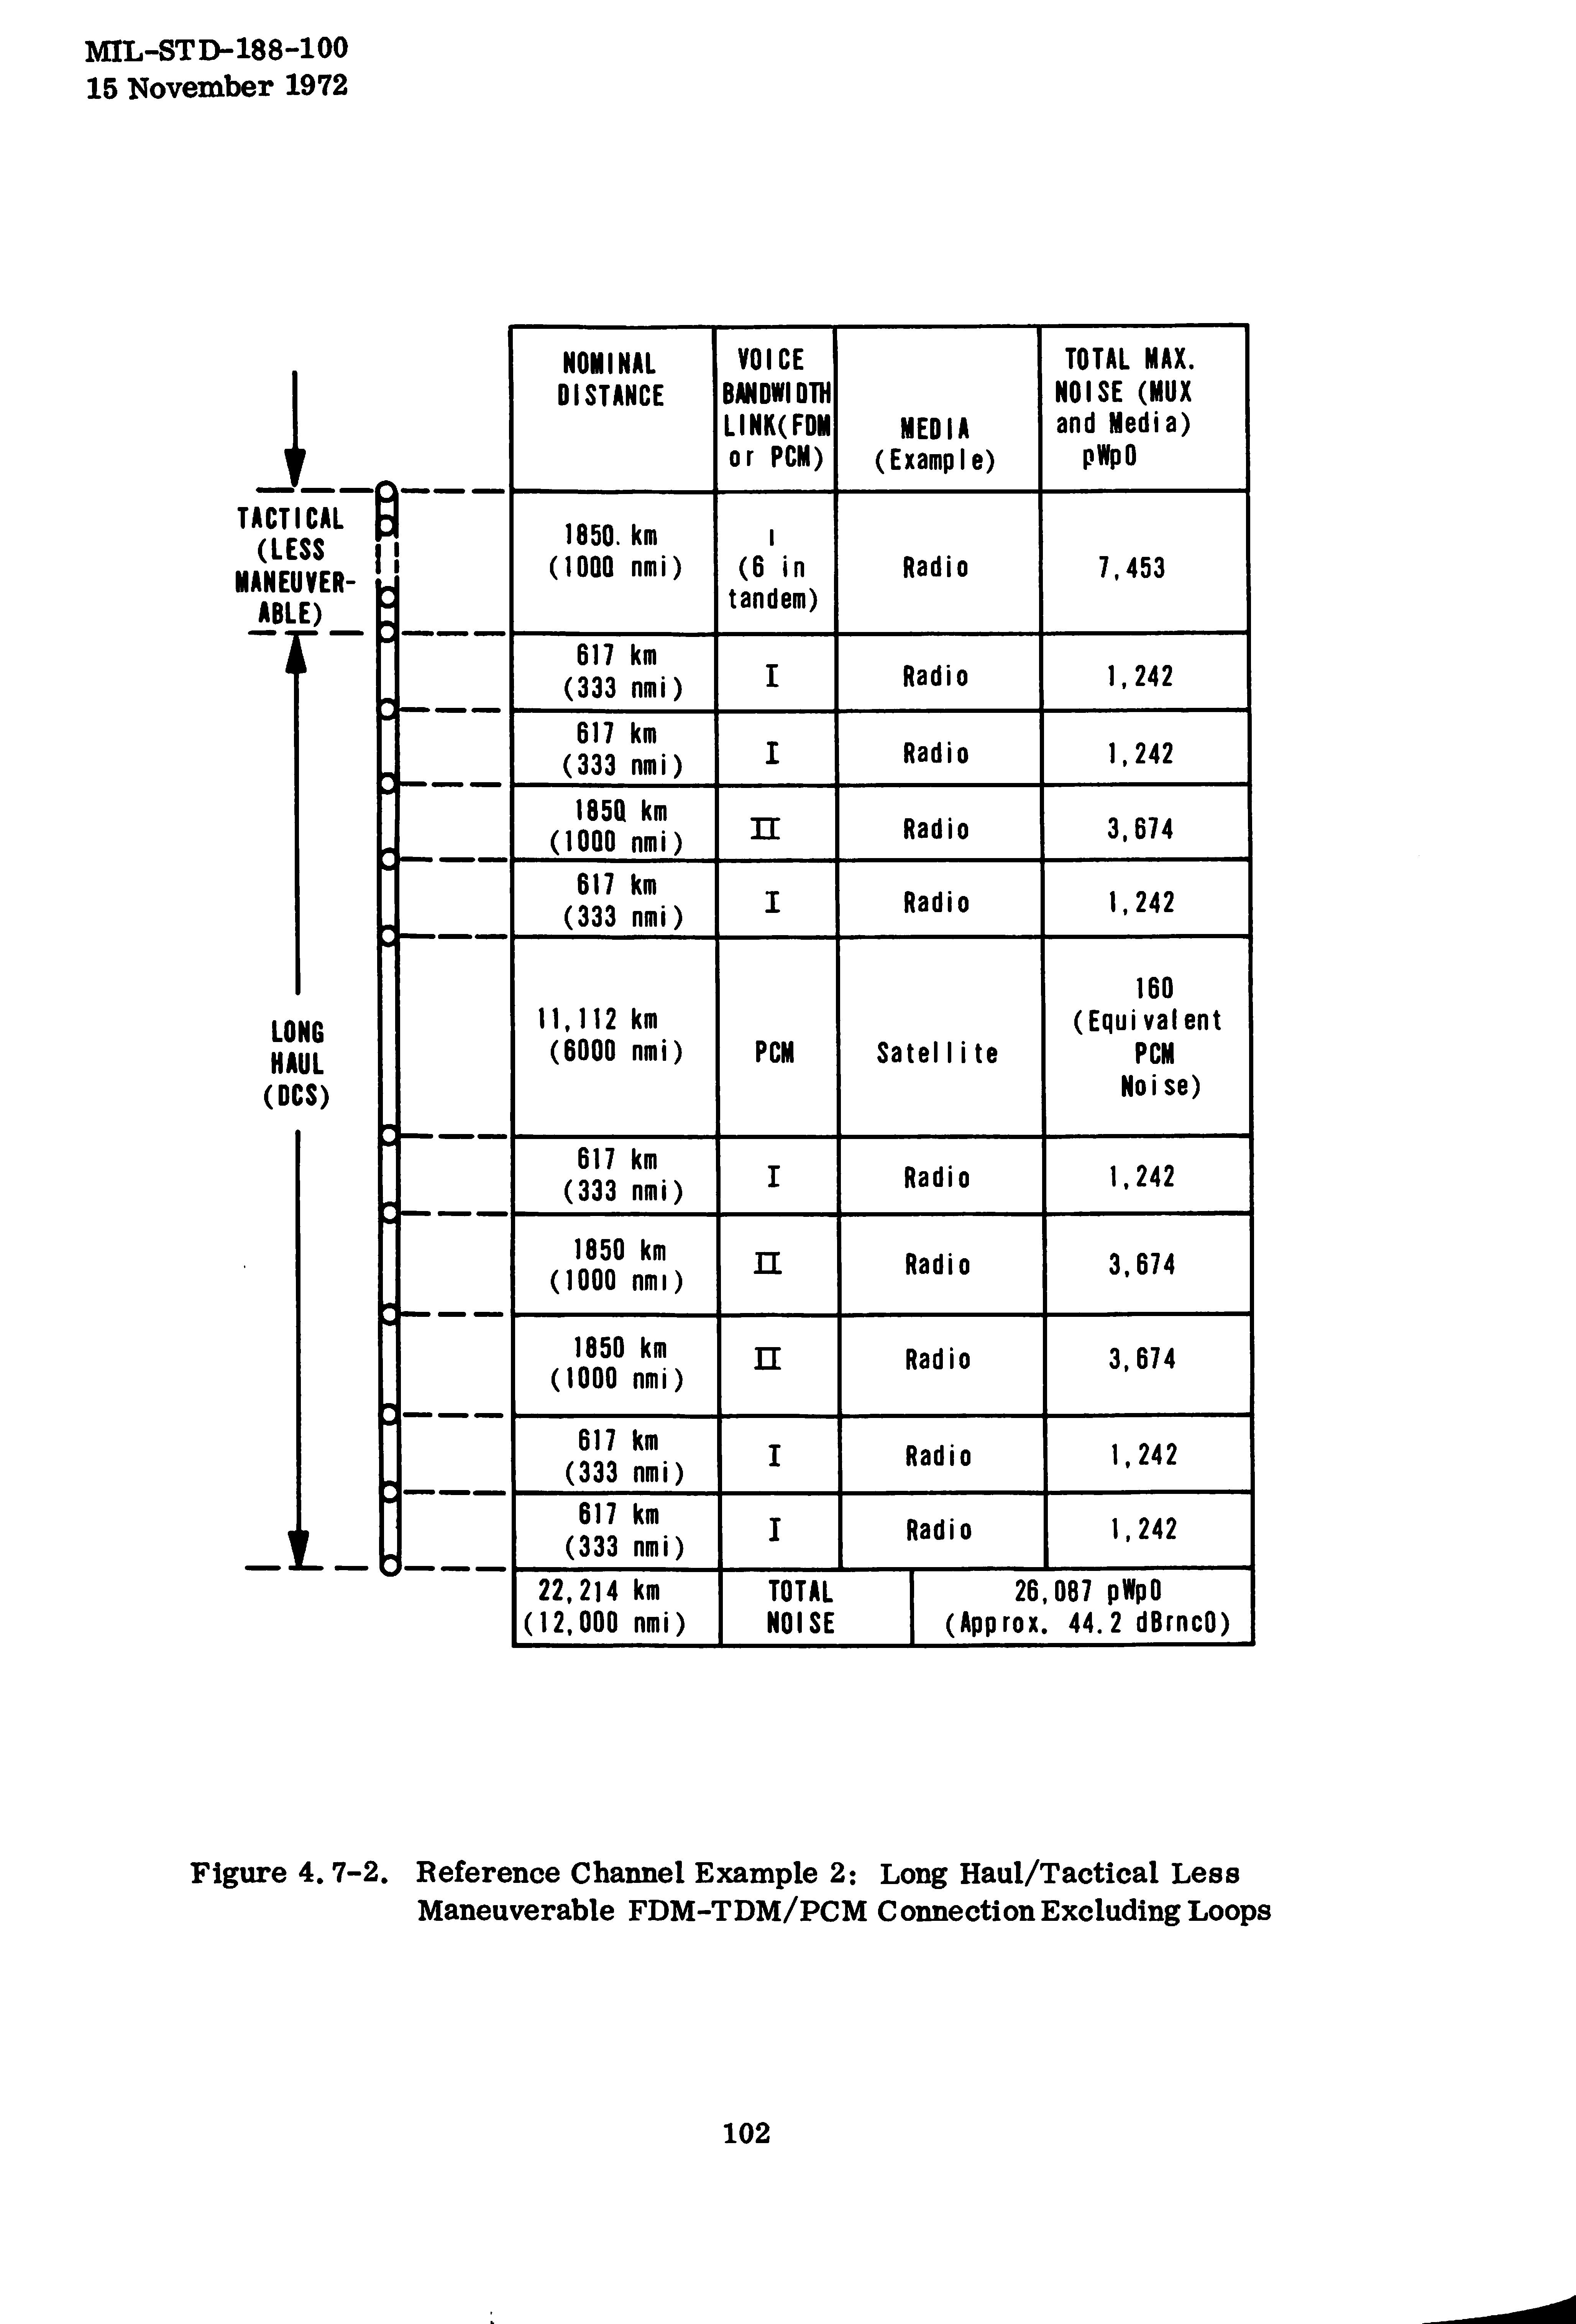 MIL-STD-188-100
15 November 1972
NOMINAL
DISTANCE
VOICE
BANDWIDTH
LINK(FDM
or PCM)
MEDIA
(Example)
TOTAL MAX.
NOISE (MUX
and Media)
pWp0
TACTICAL
(LESS
MANEUVER-
ABLE)
1850. km
(1000 nmi)
I
(6 in
tandem)
Radio
7,453
617 km
(333 nmi)
I
Radio
1,242
617 km
(333 nmi)
I
Radio
1,242
1850 km
(1000 nmi)
II
Radio
3,674
617 km
(333 nmi)
I
Radio
1,242
LONG
HAUL
(DCS)
11,112 km
(6000 nmi)
PCM
Satellite
160
(Equivalent
PCM
Noise)
617 km
(333 nmi)
I
Radio
1,242
1850 km
(1000 nmi)
II
Radio
3,674
1850 km
(1000 nmi)
II
Radio
3,674
617 km
(333 nmi)
I
Radio
1,242
617 km
(333 nmi)
I
Radio
1,242
22,214 km
(12,000 nmi)
TOTAL
NOISE
26,087 pWp0
(Approx. 44.2 dBrnc0)
Figure 4.7-2. Reference Channel Example 2: Long Haul/Tactical Less
Maneuverable FDM-TDM/PCM Connection Excluding Loops
102